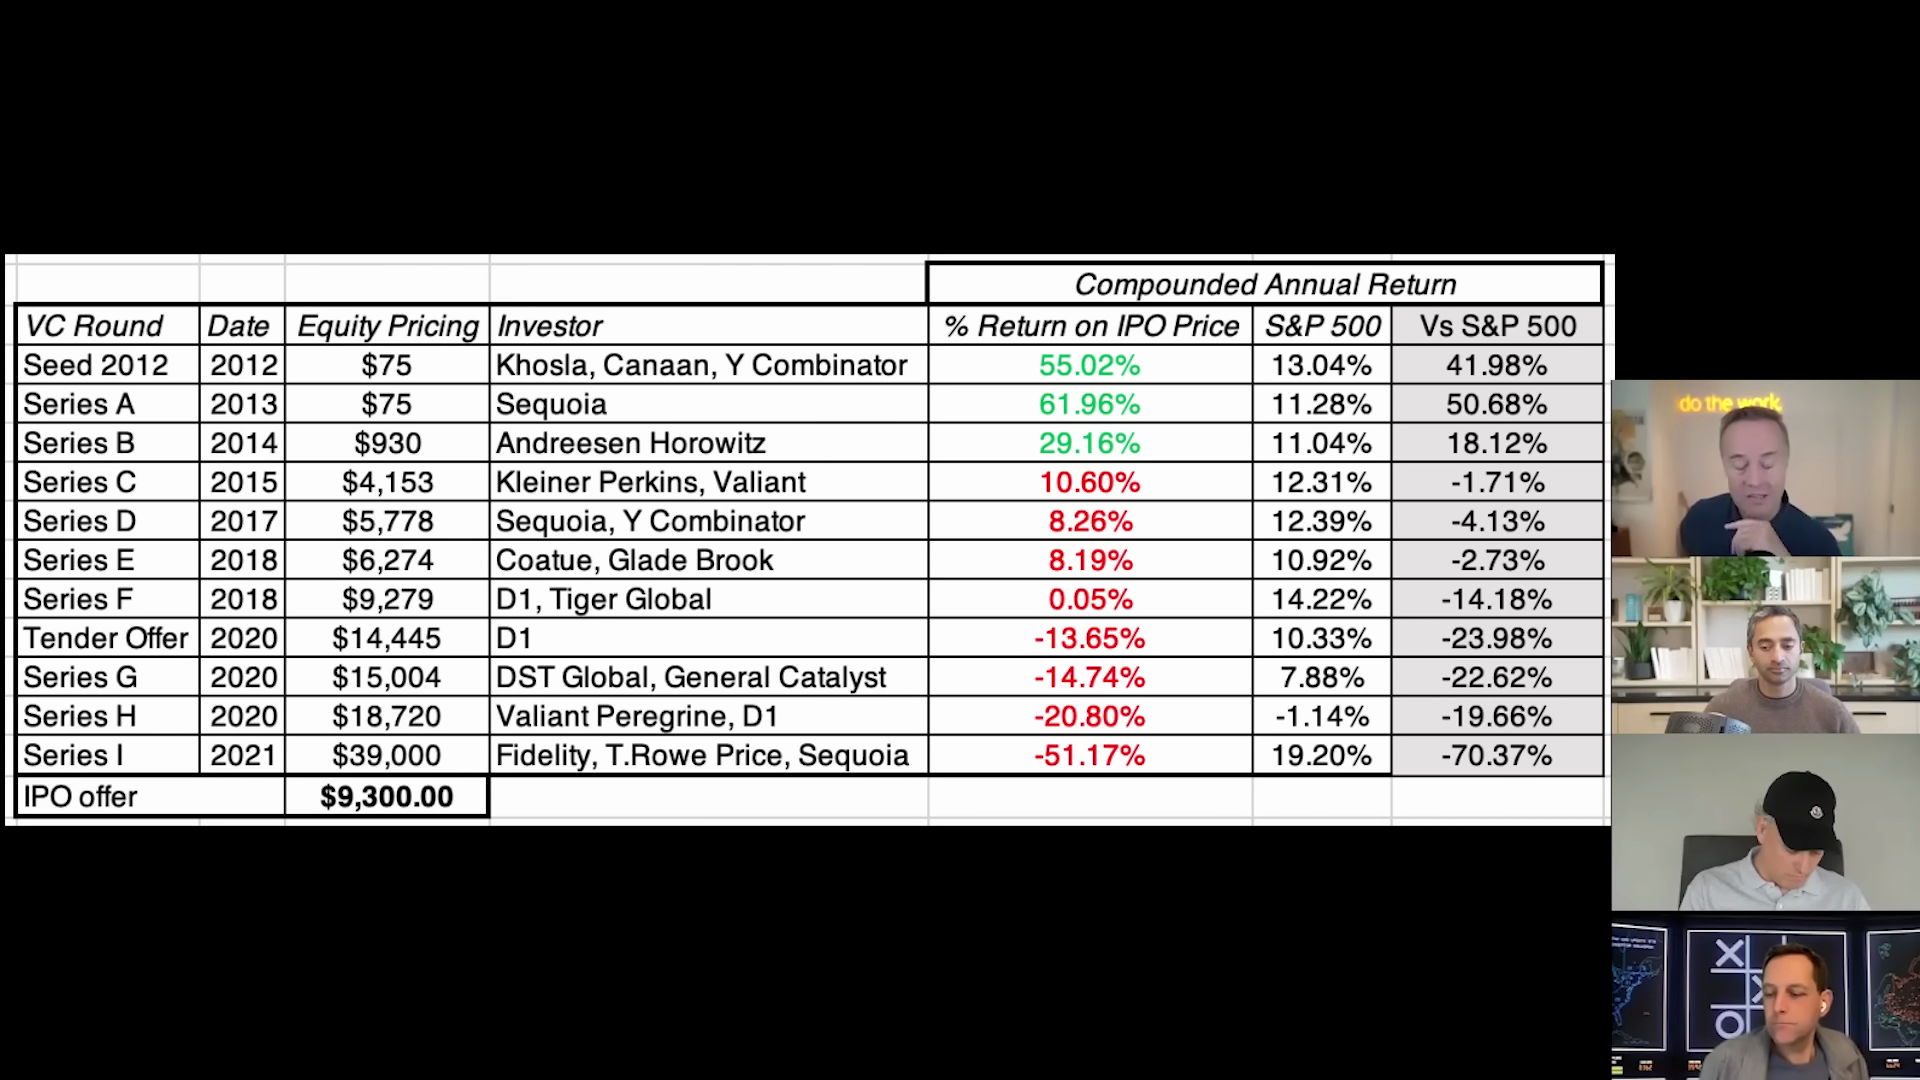 Compounded Annual Return
VC Round Date Equity Pricing Investor % Return on IPO Price S&P 500 Vs S&P 500
Seed 2012 2012 $75 Khosla, Canaan, Y Combinator 55.02% 13.04% 41.98%
Series A 2013 $75 Sequoia 61.96% 11.28% 50.68%
Series B 2014 $930 Andreesen Horowitz 29.16% 11.04% 18.12%
Series C 2015 $4,153 Kleiner Perkins, Valiant 10.60% 12.31% -1.71%
Series D 2017 $5,778 Sequoia, Y Combinator 8.26% 12.39% -4.13%
Series E 2018 $6,274 Coatue, Glade Brook 8.19% 10.92% -2.73%
Series F 2018 $9,279 D1, Tiger Global 0.05% 14.22% -14.18%
Tender Offer 2020 $14,445 D1 -13.65% 10.33% -23.98%
Series G 2020 $15,004 DST Global, General Catalyst -14.74% 7.88% -22.62%
Series H 2020 $18,720 Valiant Peregrine, D1 -20.80% -1.14% -19.66%
Series I 2021 $39,000 Fidelity, T.Rowe Price, Sequoia -51.17% 19.20% -70.37%
IPO offer $9,300.00
do the work.